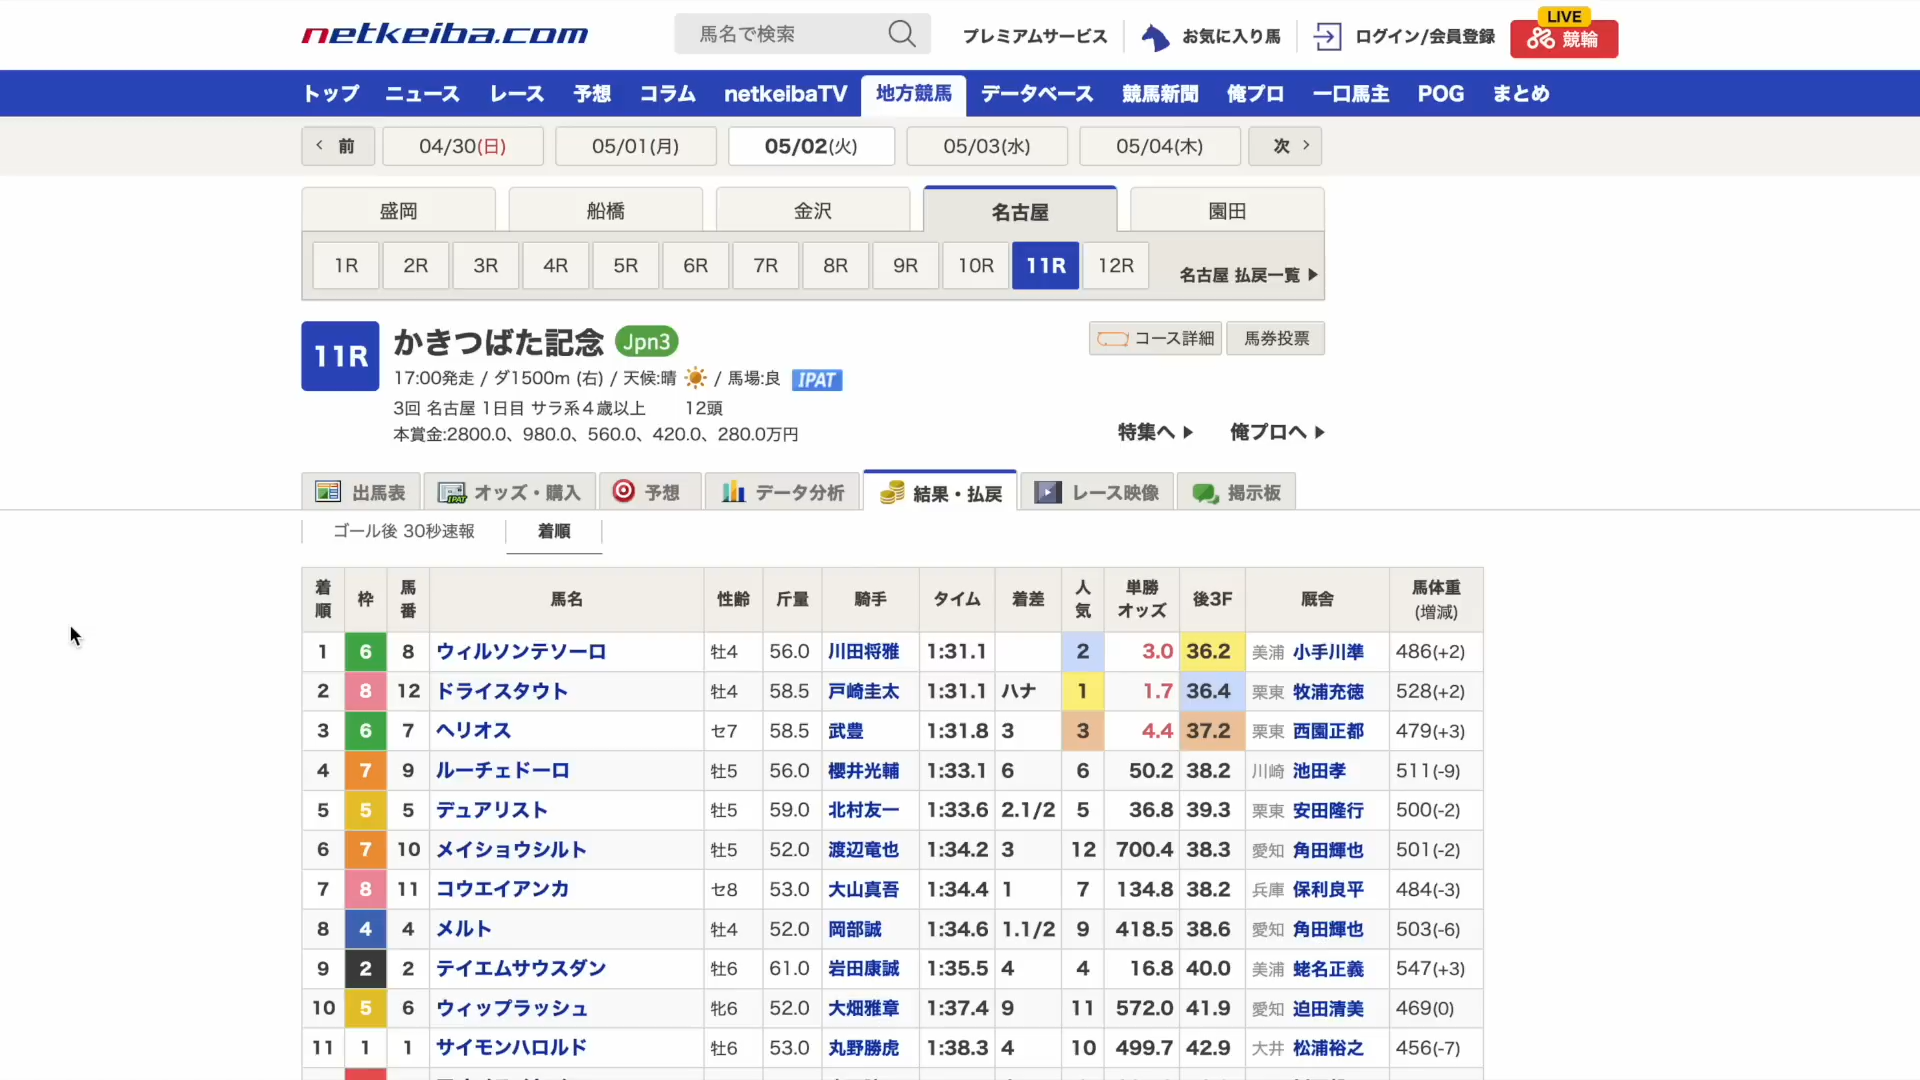 netkeiba.com 馬名で検索 プレミアムサービス お気に入り馬 ログイン/会員登録 LIVE 競輪
トップ ニュース レース 予想 コラム netkeibaTV 地方競馬 データベース 競馬新聞 俺プロ 一口馬主 POG まとめ
前 04/30(日) 05/01(月) 05/02(火) 05/03(水) 05/04(木) 次
盛岡 船橋 金沢 名古屋 園田
1R 2R 3R 4R 5R 6R 7R 8R 9R 10R 11R 12R 名古屋 払戻一覧
11R かきつばた記念 Jpn3 コース詳細 馬券投票
17:00発走 / ダ1500m (右) / 天候:晴 / 馬場:良 IPAT
3回 名古屋 1日目 サラ系４歳以上 12頭
本賞金:2800.0、980.0、560.0、420.0、280.0万円 特集へ 俺プロへ
出馬表 オッズ・購入 予想 データ分析 結果・払戻 レース映像 掲示板
ゴール後 30秒速報 着順
着順 枠 馬番 馬名 性齢 斤量 騎手 タイム 着差 人気 単勝オッズ 後3F 厩舎 馬体重(増減)
1 6 8 ウィルソンテソーロ 牡4 56.0 川田将雅 1:31.1 2 3.0 36.2 美浦 小手川準 486(+2)
2 8 12 ドライスタウト 牡4 58.5 戸崎圭太 1:31.1 ハナ 1 1.7 36.4 栗東 牧浦充徳 528(+2)
3 6 7 ヘリオス セ7 58.5 武豊 1:31.8 3 3 4.4 37.2 栗東 西園正都 479(+3)
4 7 9 ルーチェドーロ 牡5 56.0 櫻井光輔 1:33.1 6 6 50.2 38.2 川崎 池田孝 511(-9)
5 5 5 デュアリスト 牡5 59.0 北村友一 1:33.6 2.1/2 5 36.8 39.3 栗東 安田隆行 500(-2)
6 7 10 メイショウシルト 牡5 52.0 渡辺竜也 1:34.2 3 12 700.4 38.3 愛知 角田輝也 501(-2)
7 8 11 コウエイアンカ セ8 53.0 大山真吾 1:34.4 1 7 134.8 38.2 兵庫 保利良平 484(-3)
8 4 4 メルト 牡4 52.0 岡部誠 1:34.6 1.1/2 9 418.5 38.6 愛知 角田輝也 503(-6)
9 2 2 テイエムサウスダン 牡6 61.0 岩田康誠 1:35.5 4 4 16.8 40.0 美浦 蛯名正義 547(+3)
10 5 6 ウィップラッシュ 牝6 52.0 大畑雅章 1:37.4 9 11 572.0 41.9 愛知 迫田清美 469(0)
11 1 1 サイモンハロルド 牡6 53.0 丸野勝虎 1:38.3 4 10 499.7 42.9 大井 松浦裕之 456(-7)